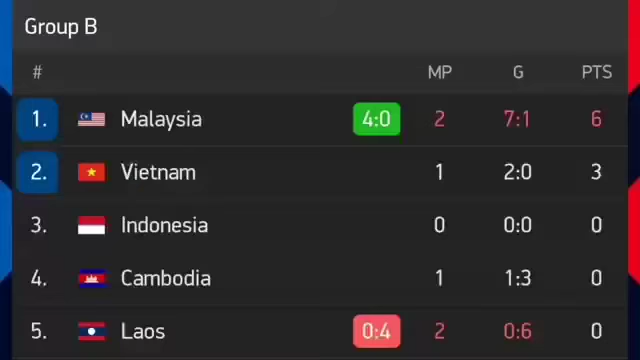 Group B
# MP G PTS
1. Malaysia 4:0 2 7:1 6
2. Vietnam 1 2:0 3
3. Indonesia 0 0:0 0
4. Cambodia 1 1:3 0
5. Laos 0:4 2 0:6 0